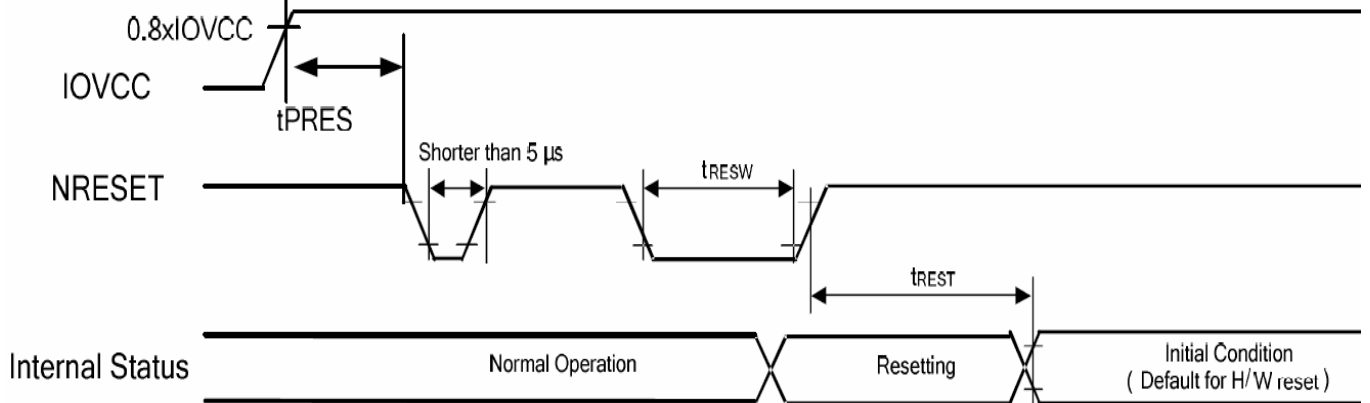 0.8xIOVCC
IOVCC
tPRES
Shorter than 5 µs
tRESW
NRESET
tREST
Internal Status
Normal Operation
Resetting
Initial Condition
( Default for H/W reset )